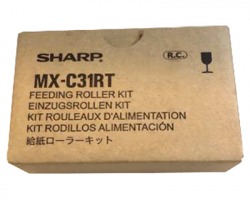 SHARP
R.C.
MX-C31RT
FEEDING ROLLER KIT
EINZUGSROLLEN KIT
KIT ROULEAUX D'ALIMENTATION
KIT RODILLOS ALIMENTACIÓN
給紙ローラーキット